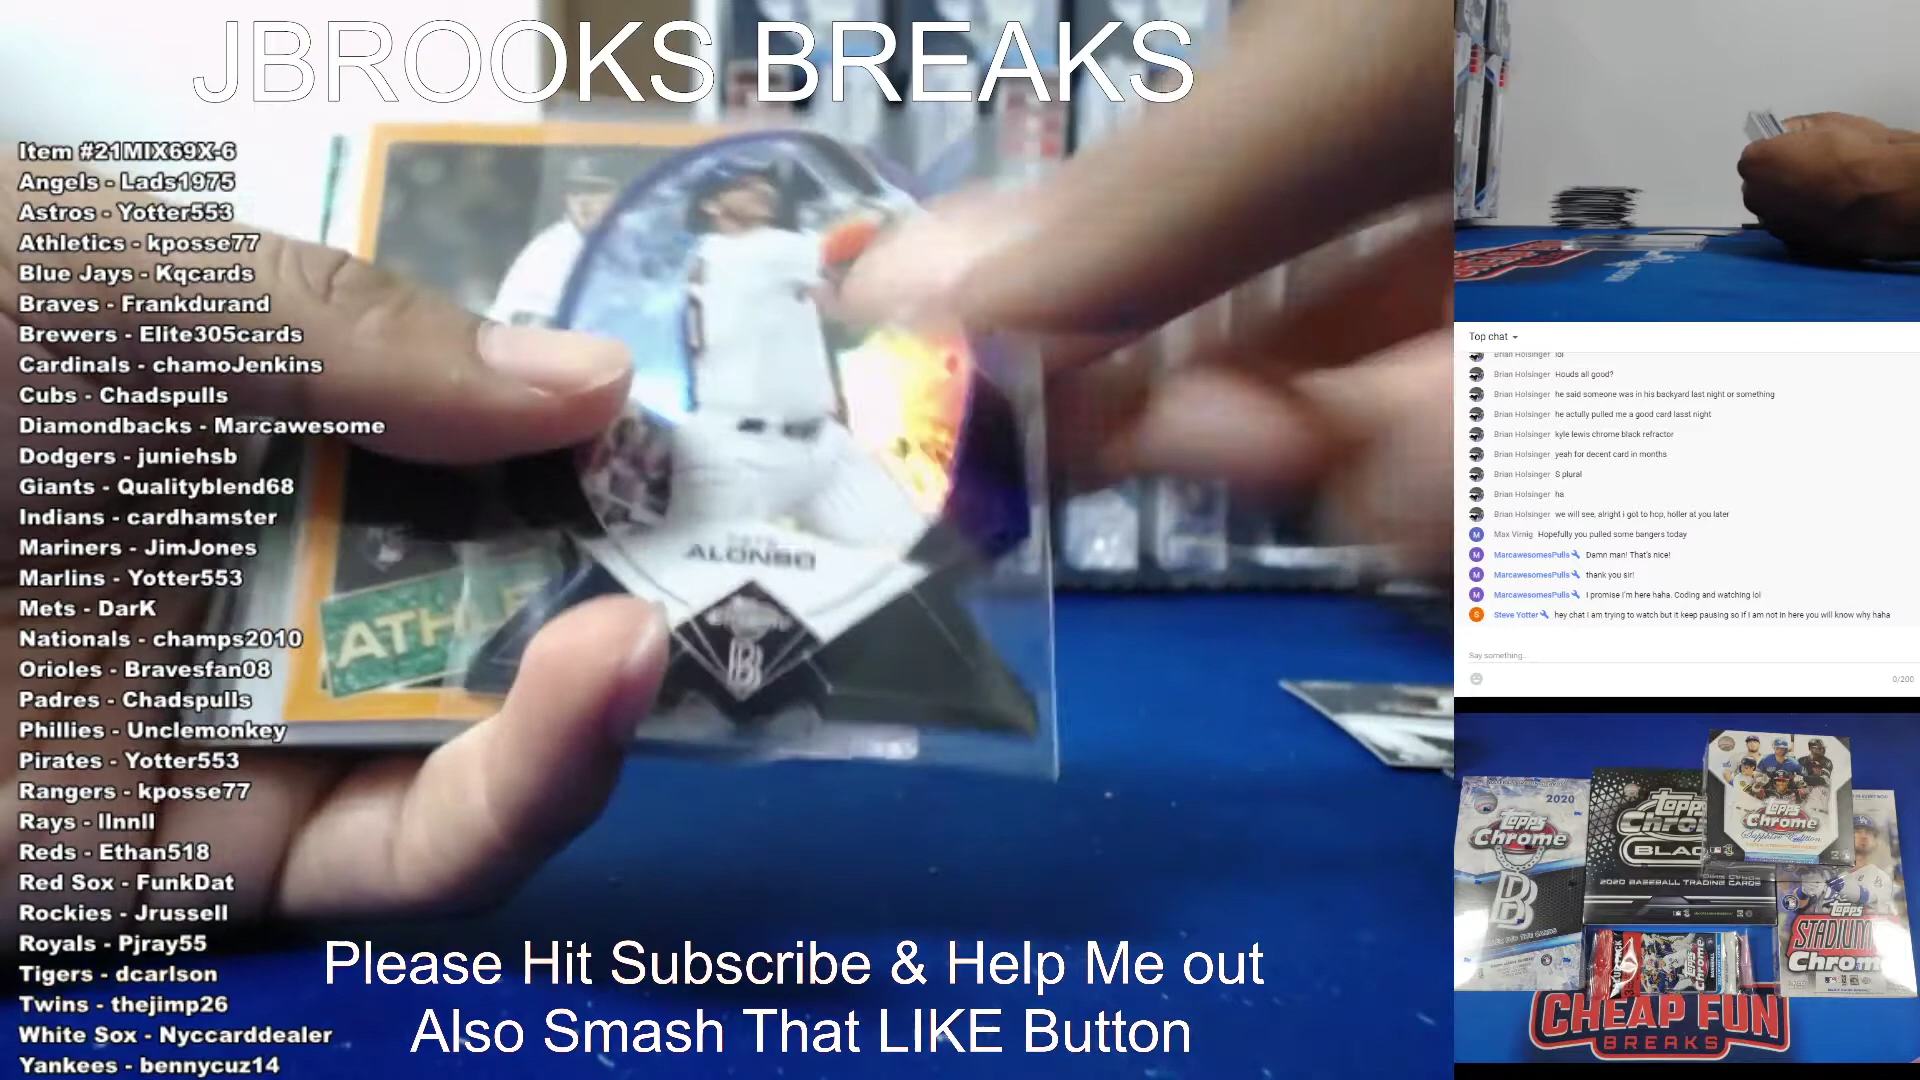 JBROOKS BREAKS
Item #21MIX69X-6
Angels - Lads1975
Astros - Yotter553
Athletics - kposse77
Blue Jays - Kqcards
Braves - Frankdurand
Brewers - Elite305cards
Cardinals - chamoJenkins
Cubs - Chadspulls
Diamondbacks - Marcawesome
Dodgers - juniehsb
Giants - Qualityblend68
Indians - cardhamster
Mariners - JimJones
Marlins - Yotter553
Mets - DarK
Nationals - champs2010
Orioles - Bravesfan08
Padres - Chadspulls
Phillies - Unclemonkey
Pirates - Yotter553
Rangers - kposse77
Rays - llnnll
Reds - Ethan518
Red Sox - FunkDat
Rockies - Jrussell
Royals - Pjray55
Tigers - dcarlson
Twins - thejimp26
White Sox - Nyccarddealer
Yankees - bennycuz14
ALONSO
ATH
Please Hit Subscribe & Help Me out
Also Smash That LIKE Button
Top chat
Brian Holsinger lol
Brian Holsinger Houds all good?
Brian Holsinger he said someone was in his backyard last night or something
Brian Holsinger he actully pulled me a good card lasst night
Brian Holsinger kyle lewis chrome black refractor
Brian Holsinger yeah for decent card in months
Brian Holsinger S plural
Brian Holsinger ha
Brian Holsinger we will see, alright i got to hop, holler at you later
M Max Virnig Hopefully you pulled some bangers today
M MarcawesomesPulls Damn man! That's nice!
M MarcawesomesPulls thank you sir!
M MarcawesomesPulls I promise I'm here haha. Coding and watching lol
S Steve Yotter hey chat I am trying to watch but it keep pausing so if I am not in here you will know why haha
Say something...
0/200
2020
Topps
Chrome
B
Topps
Chro
BLAC
2020 BASEBALL TRADING CARDS
Topps
Chrome
Sapphire Edition
Topps
STADIUM
Chrom
Chrome
CHEAP FUN
BREAKS